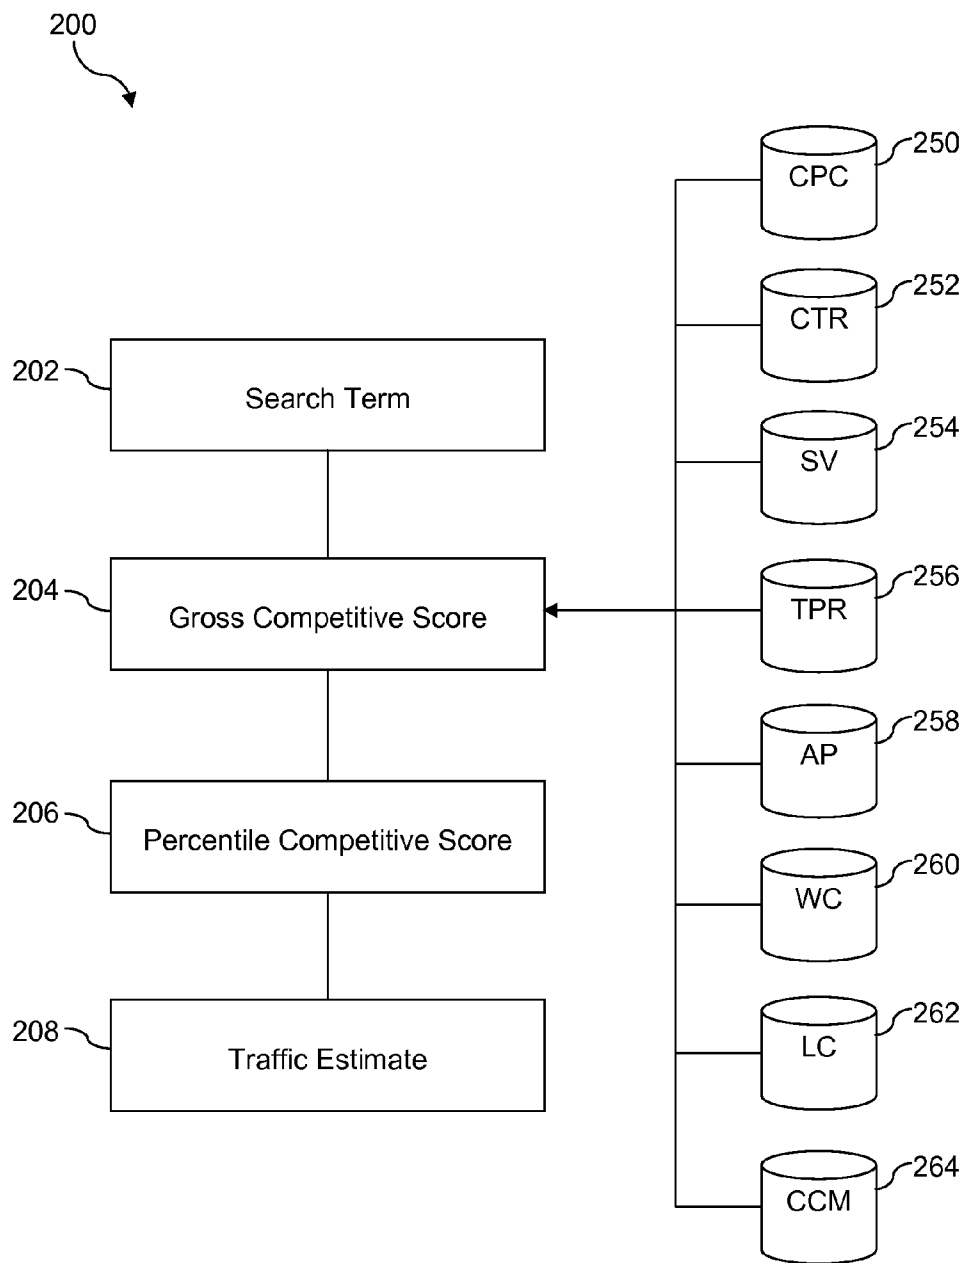 200
202
Search Term
204
Gross Competitive Score
206
Percentile Competitive Score
208
Traffic Estimate
CPC
250
CTR
252
SV
254
TPR
256
AP
258
WC
260
LC
262
CCM
264